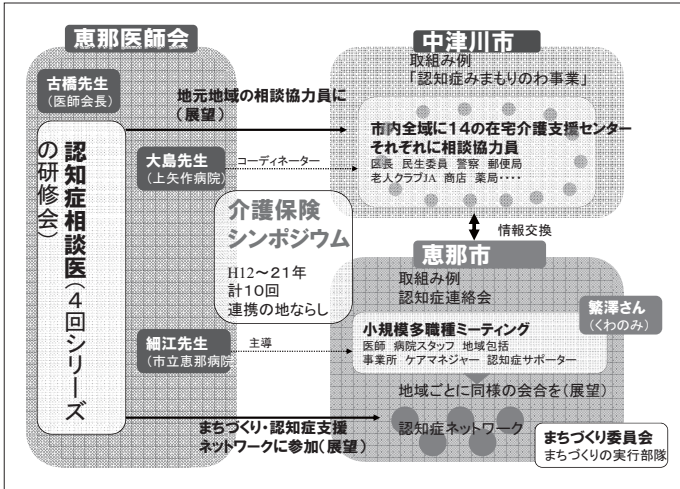 恵那医師会
古橋先生
（医師会長）
認知症相談医（４回シリーズ
の研修会）
地元地域の相談協力員に
（展望）
大島先生
（上矢作病院）
コーディネーター
介護保険
シンポジウム
H12～21年
計10回
連携の地ならし
細江先生
（市立恵那病院
主導
まちづくり・認知症支援
ネットワークに参加（展望）
中津川市
取組み例
「認知症みまもりのわ事業」
市内全域に１４の在宅介護支援センター
それぞれに相談協力員
区長 民生委員 警察 郵便局
老人クラブJA 商店 薬局・・・・
情報交換
恵那市
取組み例
認知症連絡会
繁澤さん
（くわのみ）
小規模多職種ミーティング
医師 病院スタッフ 地域包括
事業所 ケアマネジャー 認知症サポーター
地域ごとに同様の会合を（展望）
認知症ネットワーク
まちづくり委員会
まちづくりの実行部隊